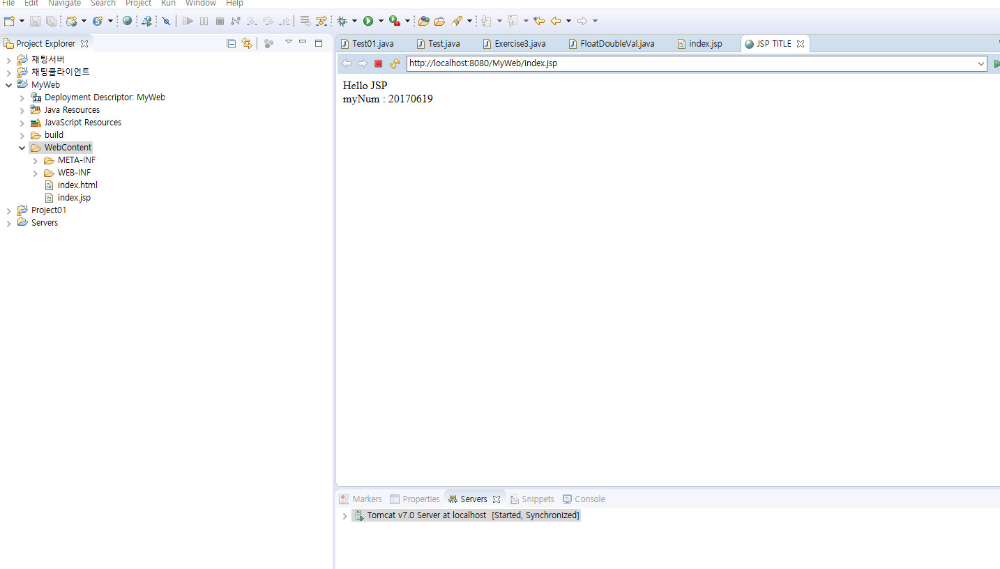 File Edit Navigate Search Project Run Window Help
Project Explorer
채팅서버
채팅클라이언트
MyWeb
3.0 Deployment Descriptor: MyWeb
Java Resources
JavaScript Resources
build
WebContent
META-INF
WEB-INF
index.html
index.jsp
Project01
Servers
Test01.java Test.java Exercise3.java FloatDoubleVal.java index.jsp JSP TITLE
http://localhost:8080/MyWeb/index.jsp
Hello JSP
myNum : 20170619
Markers Properties Servers Snippets Console
Tomcat v7.0 Server at localhost [Started, Synchronized]